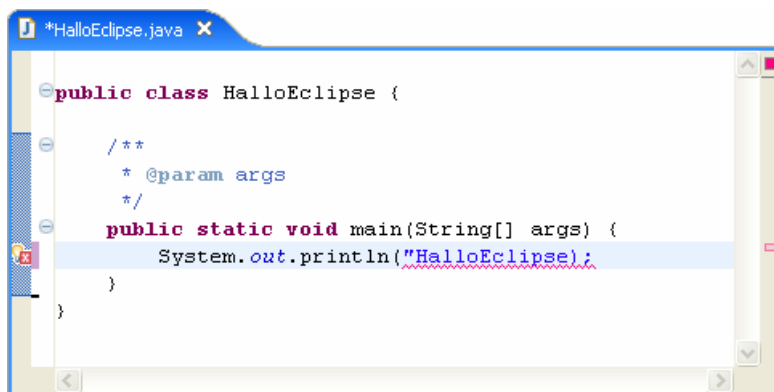 *HalloEclipse.java
public class HalloEclipse {
/**
* @param args
*/
public static void main(String[] args) {
System.out.println("HalloEclipse);
}
}